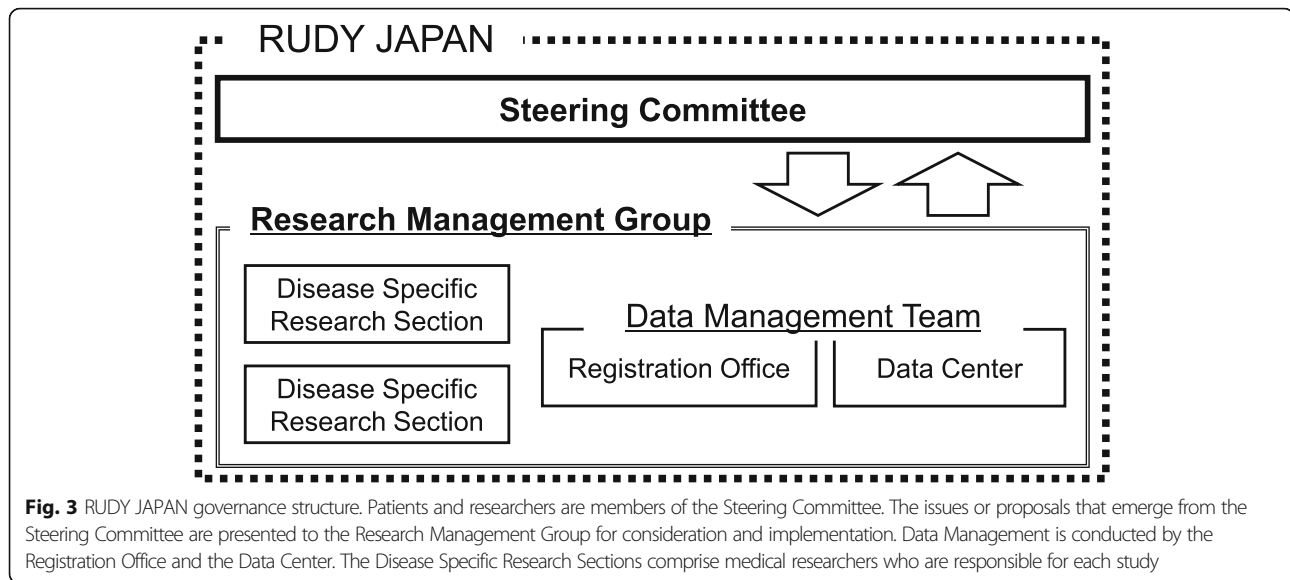 RUDY JAPAN
Steering Committee
Research Management Group
Disease Specific
Research Section
Data Management Team
Registration Office
Data Center
Disease Specific
Research Section
Fig. 3 RUDY JAPAN governance structure. Patients and researchers are members of the Steering Committee. The issues or proposals that emerge from the
Steering Committee are presented to the Research Management Group for consideration and implementation. Data Management is conducted by the
Registration Office and the Data Center. The Disease Specific Research Sections comprise medical researchers who are responsible for each study